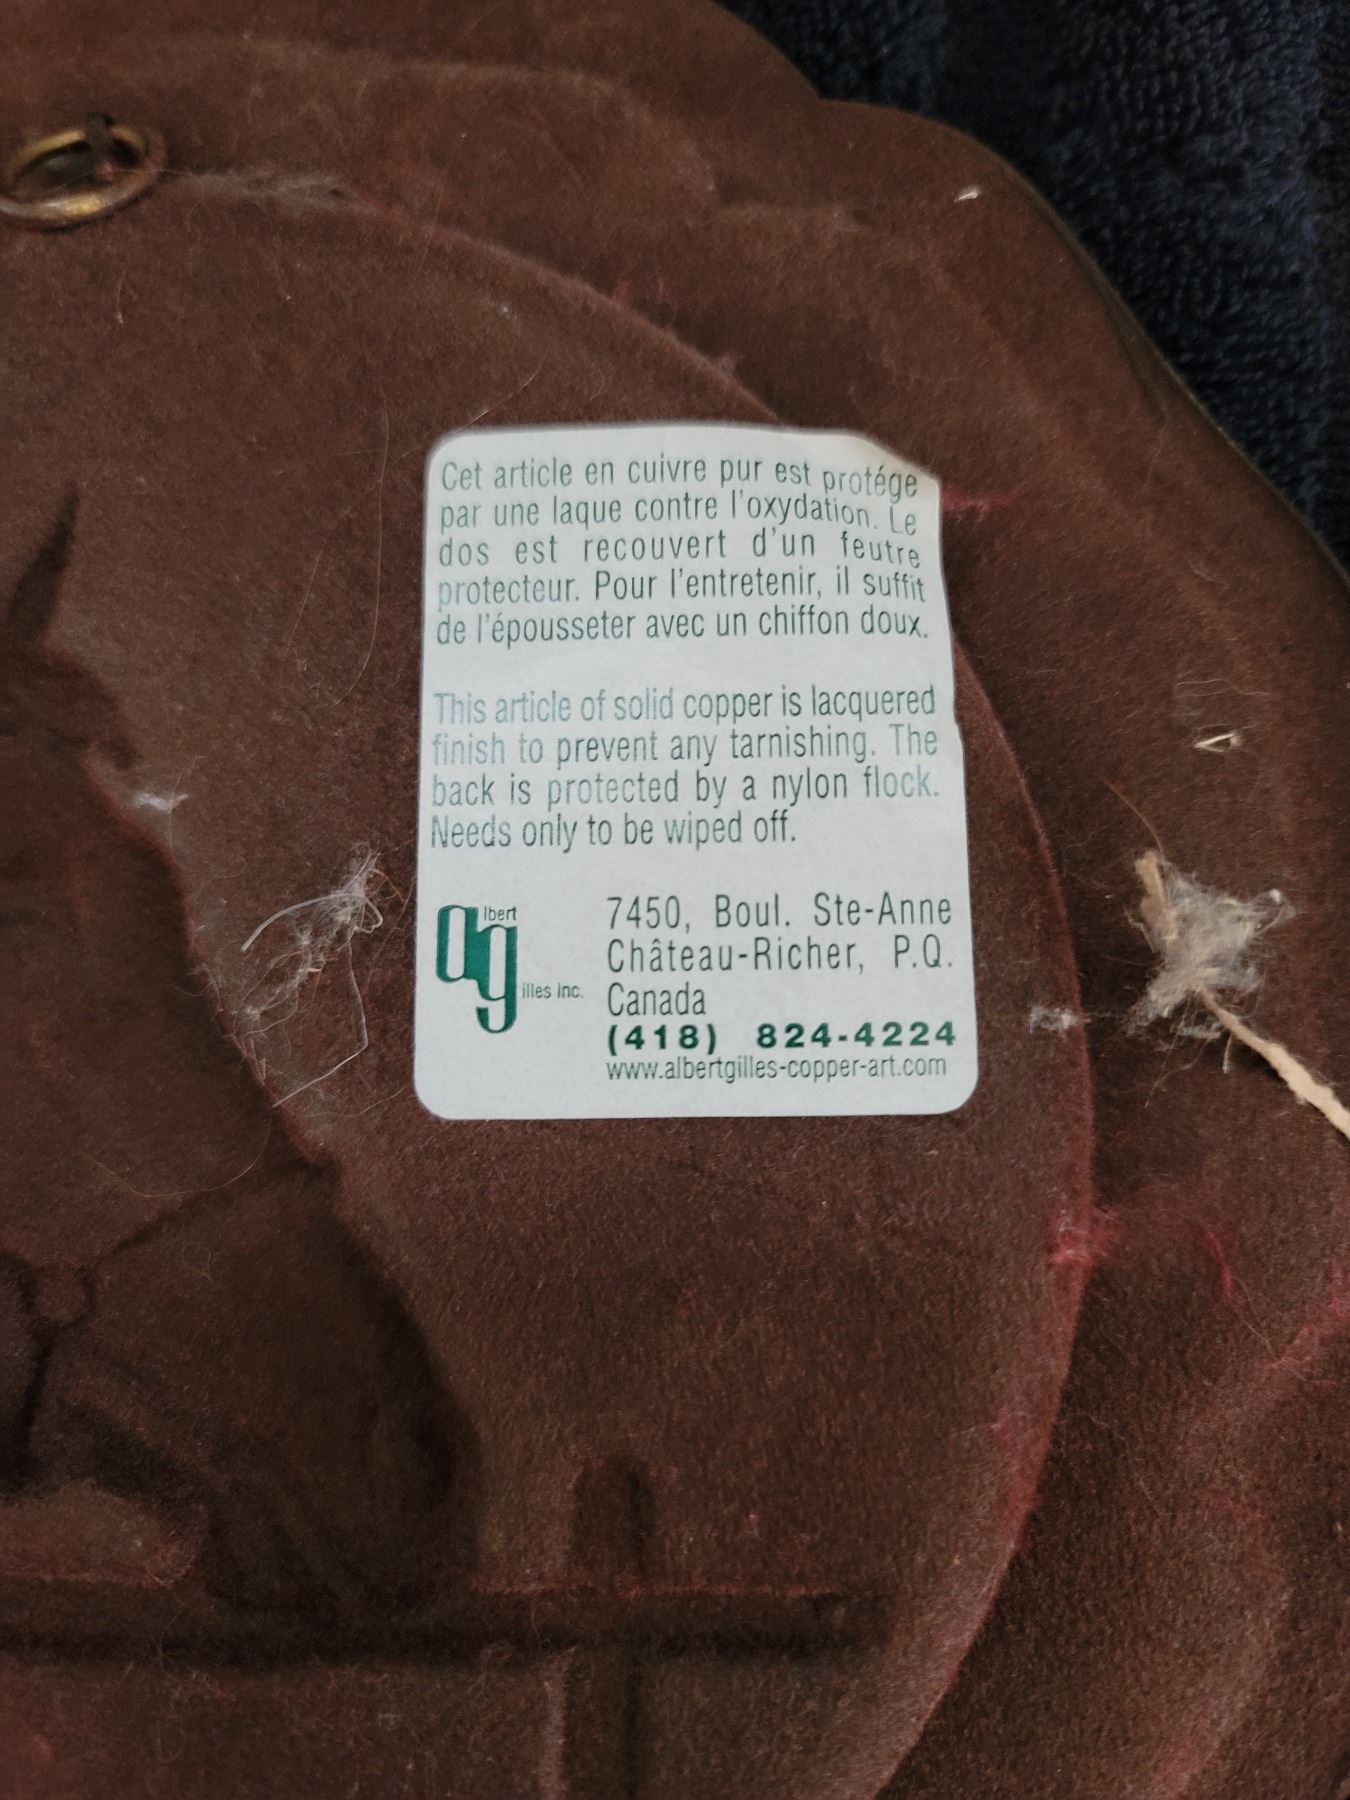 Cet article en cuivre pur est protége
par une laque contre l'oxydation. Le
dos est recouvert d'un feutre
protecteur. Pour l'entretenir, il suffit
de l'épousseter avec un chiffon doux.
This article of solid copper is lacquered
finish to prevent any tarnishing. The
back is protected by a nylon flock.
Needs only to be wiped off.
albert
gilles inc.
7450, Boul. Ste-Anne
Château-Richer, P.Q.
Canada
(418) 824-4224
www.albertgilles-copper-art.com